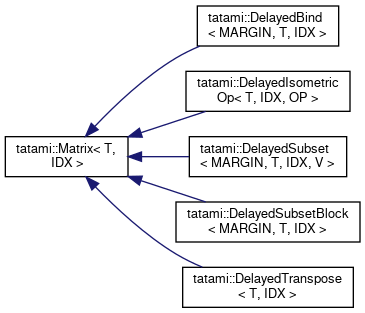 tatami::DelayedBind
< MARGIN, T, IDX >
tatami::DelayedIsometric
Op< T, IDX, OP >
tatami::Matrix< T,
IDX >
tatami::DelayedSubset
< MARGIN, T, IDX, V >
tatami::DelayedSubsetBlock
< MARGIN, T, IDX >
tatami::DelayedTranspose
< T, IDX >